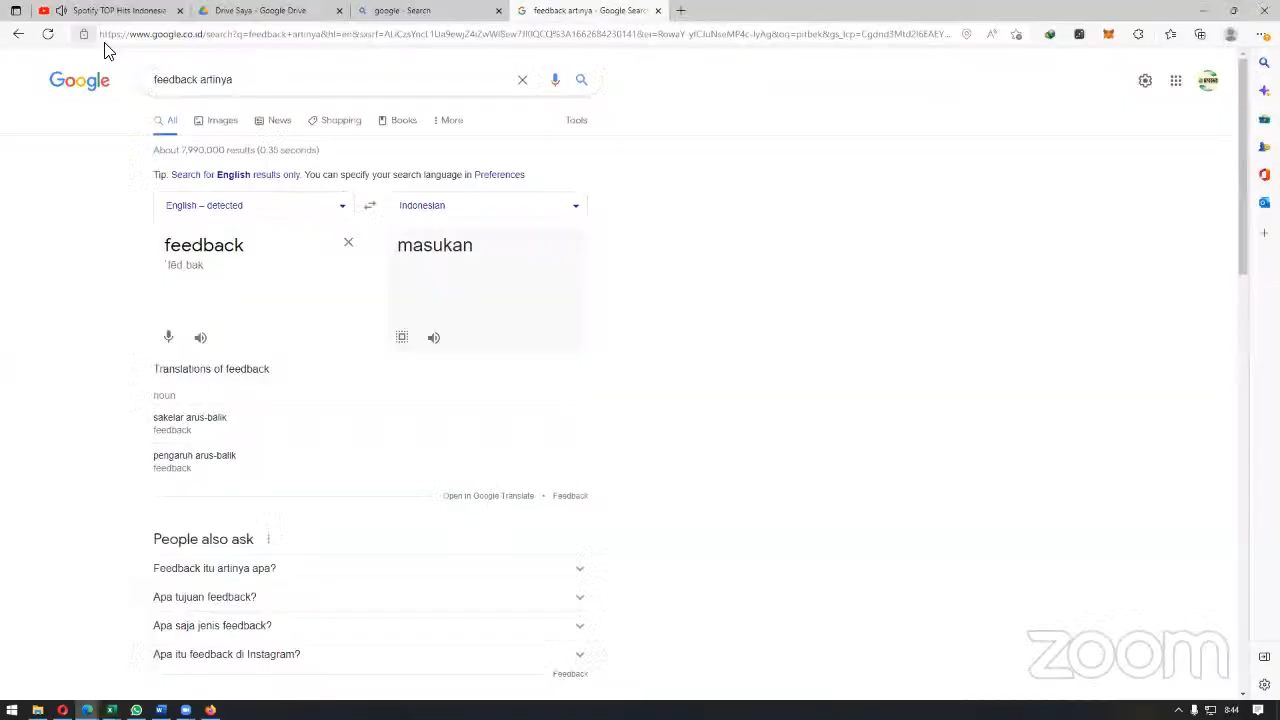 Spotify TOP Hits Indonesie
Drive Saya - Google Drive
google - Search
feedback artinya - Google Search
Google
feedback artinya
All
Images
News
Shopping
Books
More
Tools
About 7,990,000 results (0.35 seconds)
Tip: Search for English results only. You can specify your search language in Preferences
English – detected
Indonesian
feedback
masukan
ˈfēdˌbak
Translations of feedback
noun
sakelar arus-balik
feedback
pengaruh arus-balik
feedback
Open in Google Translate • Feedback
People also ask
Feedback itu artinya apa?
Apa tujuan feedback?
Apa saja jenis feedback?
Apa itu feedback di Instagram?
Feedback
zoom
8:44